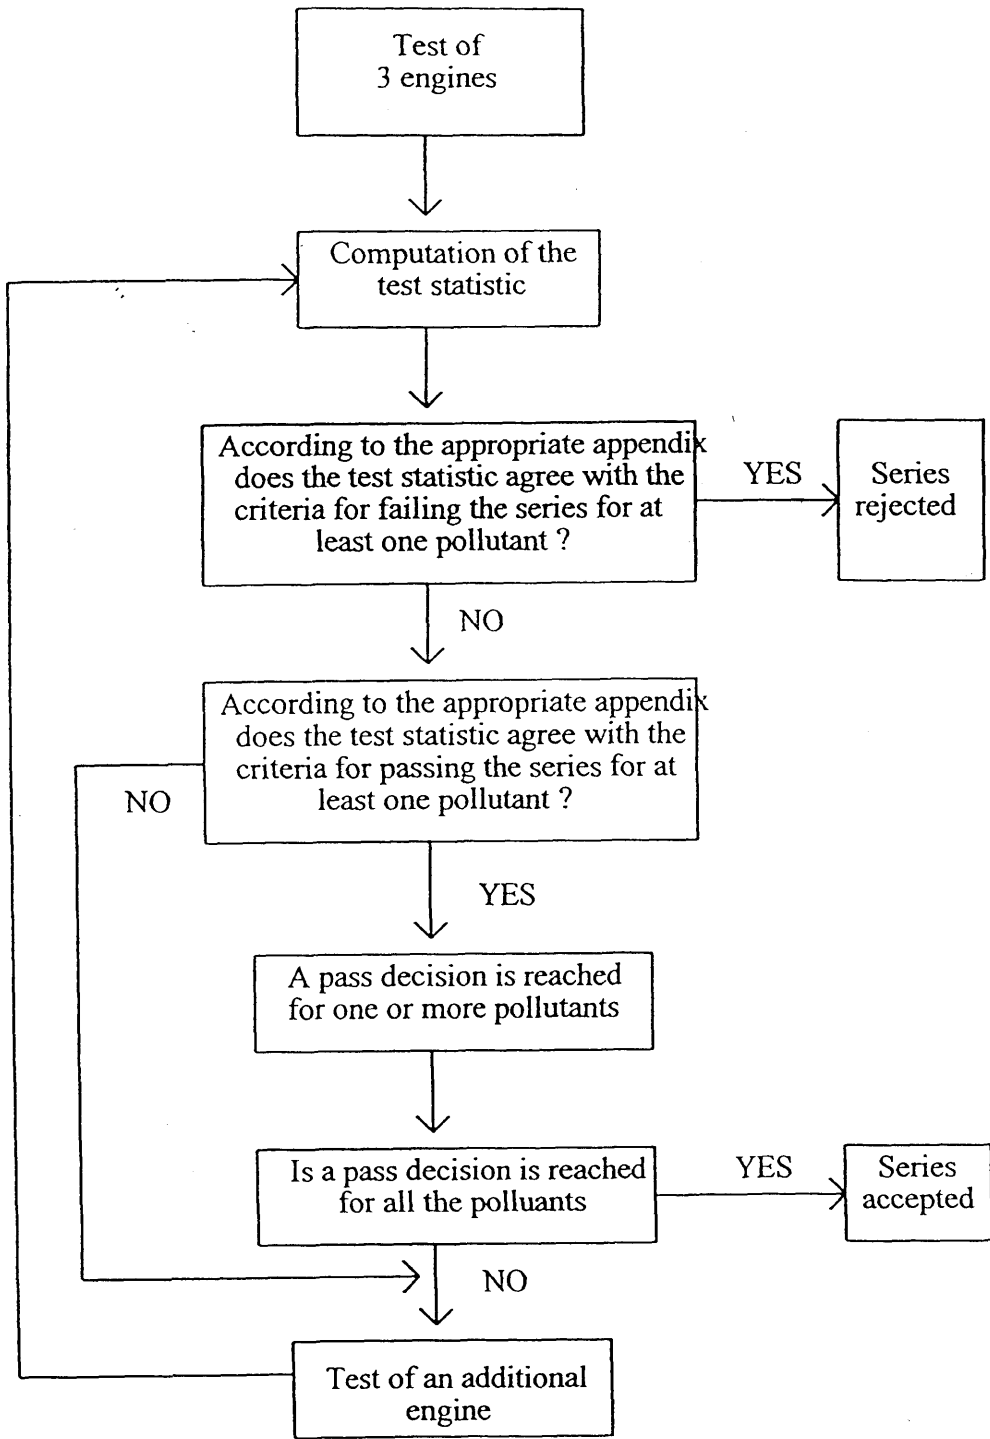 Test of
3 engines
Computation of the
test statistic
According to the appropriate appendix
does the test statistic agree with the
criteria for failing the series for at
least one pollutant ?
YES
Series
rejected
NO
According to the appropriate appendix
does the test statistic agree with the
criteria for passing the series for at
least one pollutant ?
NO
YES
A pass decision is reached
for one or more pollutants
Is a pass decision is reached
for all the polluants
YES
Series
accepted
NO
Test of an additional
engine